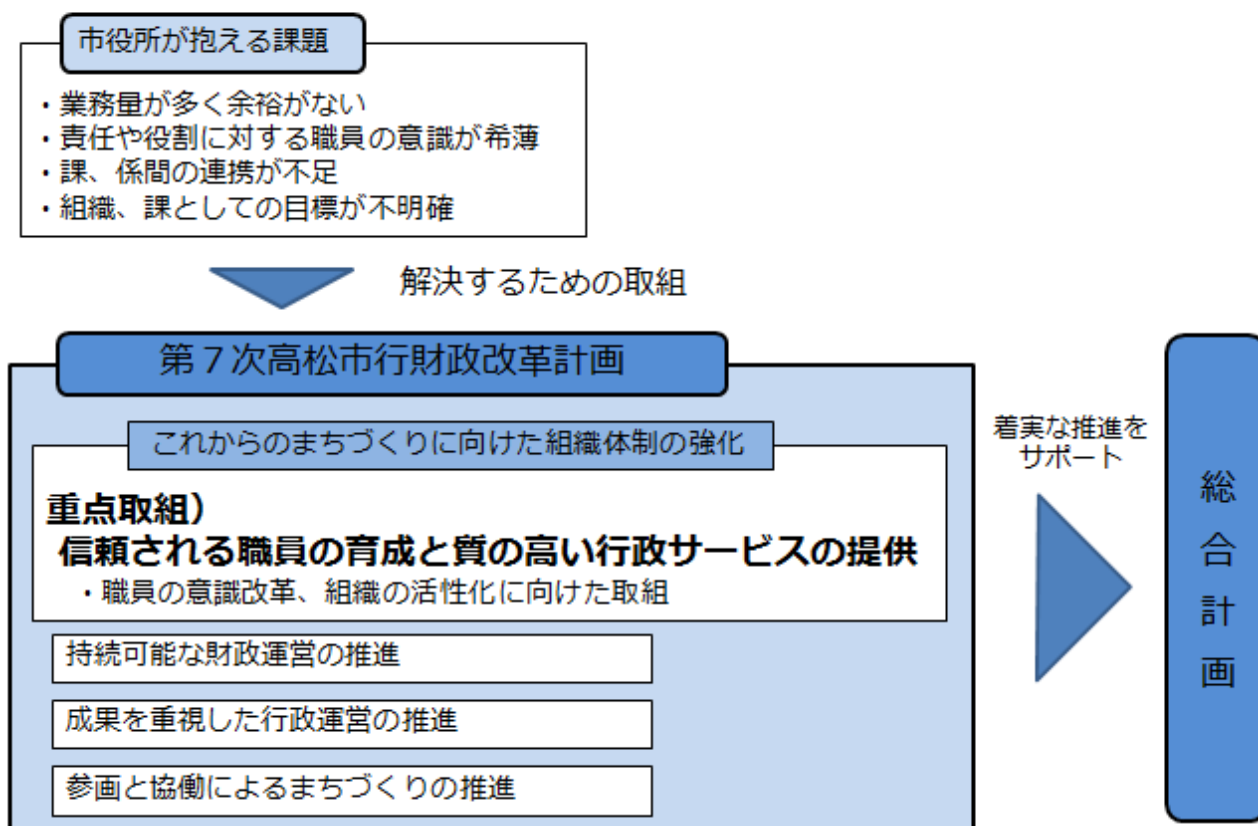 市役所が抱える課題
・業務量が多く余裕がない
・責任や役割に対する職員の意識が希薄
・課、係間の連携が不足
・組織、課としての目標が不明確
解決するための取組
第７次高松市行財政改革計画
これからのまちづくりに向けた組織体制の強化
重点取組）
信頼される職員の育成と質の高い行政サービスの提供
・職員の意識改革、組織の活性化に向けた取組
持続可能な財政運営の推進
成果を重視した行政運営の推進
参画と協働によるまちづくりの推進
着実な推進を
サポート
総合計画